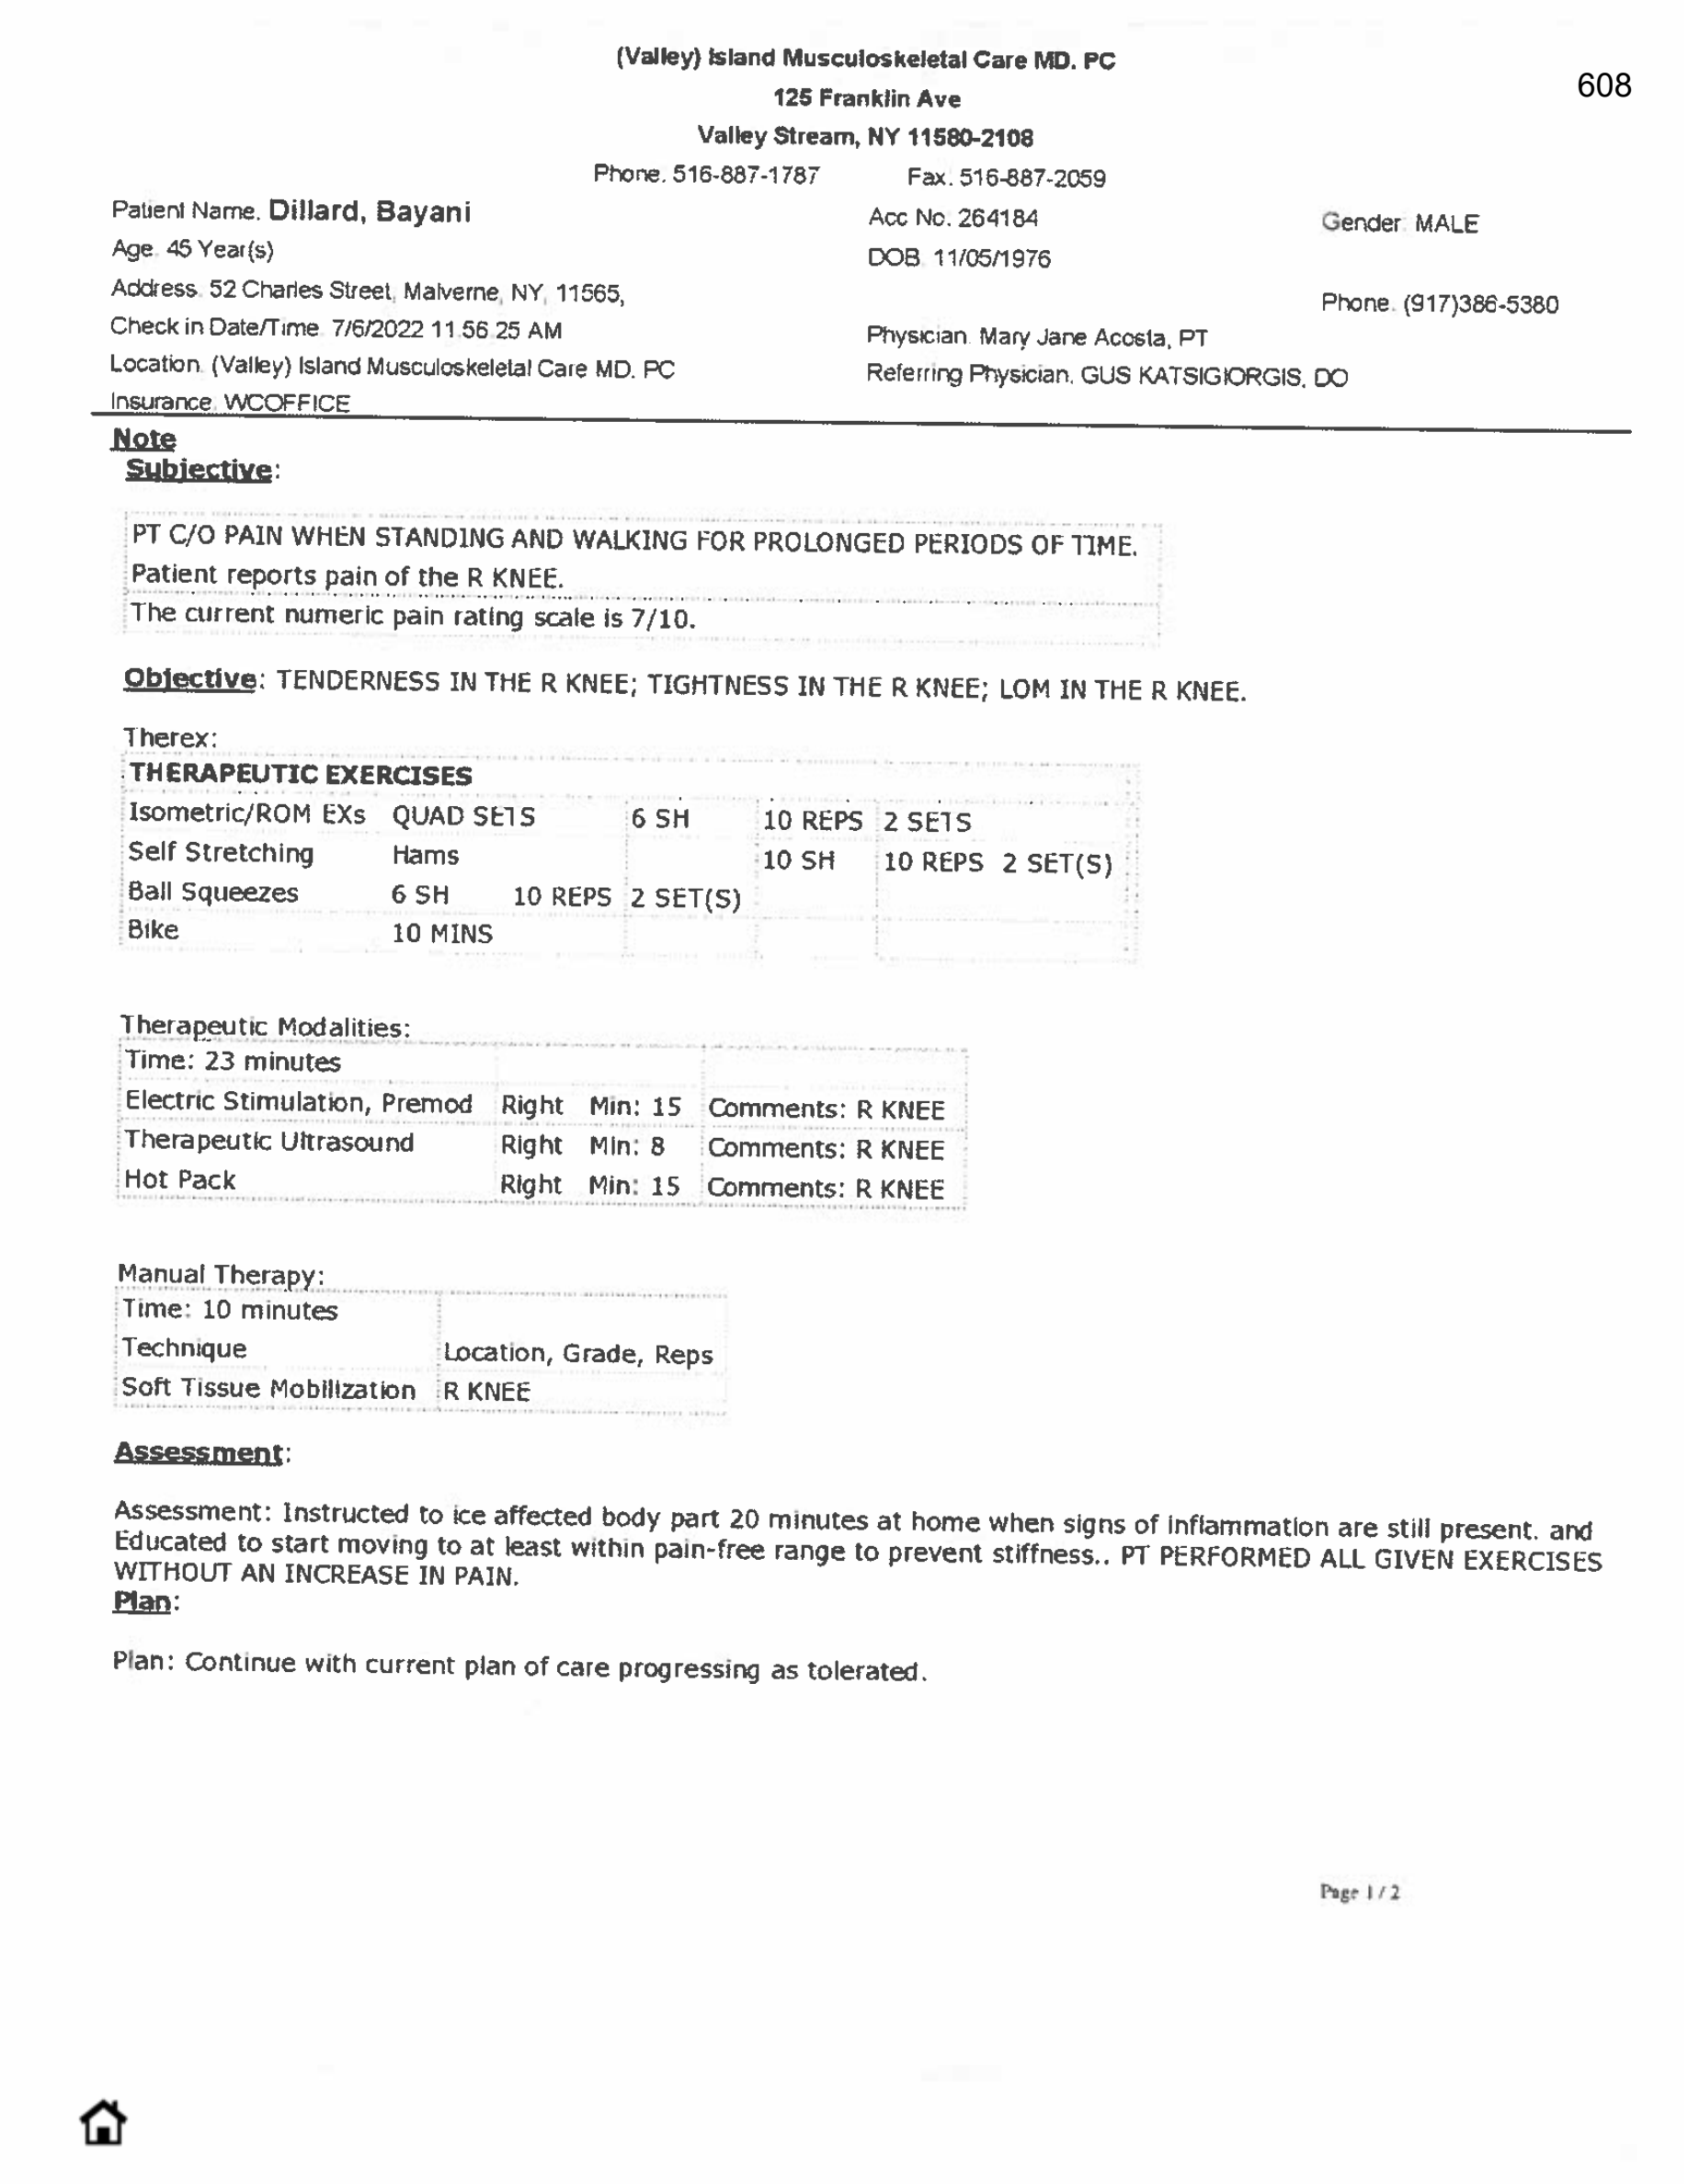 (Valley) Island Musculoskeletal Care MD. PC
608
125 Franklin Ave
Valley Stream, NY 11580-2108
Phone. 516-887-1787 Fax. 516-887-2059
Patient Name. Dillard, Bayani Acc No. 264184 Gender. MALE
Age. 45 Year(s) DOB. 11/05/1976
Address. 52 Charles Street, Malverne, NY, 11565, Phone. (917)386-5380
Check in Date/Time. 7/6/2022 11.56.25 AM Physician. Mary Jane Acosta, PT
Location. (Valley) Island Musculoskeletal Care MD. PC Referring Physician. GUS KATSIGIORGIS, DO
Insurance. WCOFFICE
Note
Subjective:
PT C/O PAIN WHEN STANDING AND WALKING FOR PROLONGED PERIODS OF TIME.
Patient reports pain of the R KNEE.
The current numeric pain rating scale is 7/10.
Objective: TENDERNESS IN THE R KNEE; TIGHTNESS IN THE R KNEE; LOM IN THE R KNEE.
Therex:
THERAPEUTIC EXERCISES
Isometric/ROM EXs QUAD SETS 6 SH 10 REPS 2 SETS
Self Stretching Hams 10 SH 10 REPS 2 SET(S)
Ball Squeezes 6 SH 10 REPS 2 SET(S)
Bike 10 MINS
Therapeutic Modalities:
Time: 23 minutes
Electric Stimulation, Premod Right Min: 15 Comments: R KNEE
Therapeutic Ultrasound Right Min: 8 Comments: R KNEE
Hot Pack Right Min: 15 Comments: R KNEE
Manual Therapy:
Time: 10 minutes
Technique Location, Grade, Reps
Soft Tissue Mobilization R KNEE
Assessment:
Assessment: Instructed to ice affected body part 20 minutes at home when signs of inflammation are still present. and
Educated to start moving to at least within pain-free range to prevent stiffness.. PT PERFORMED ALL GIVEN EXERCISES
WITHOUT AN INCREASE IN PAIN.
Plan:
Plan: Continue with current plan of care progressing as tolerated.
Page 1 / 2